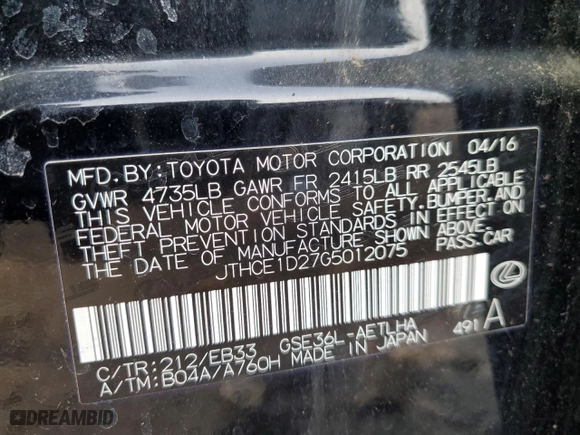 MFD. BY: TOYOTA MOTOR CORPORATION 04/16
GVWR 4735LB GAWR FR 2415LB RR 2545LB
THIS VEHICLE CONFORMS TO ALL APPLICABLE
FEDERAL MOTOR VEHICLE SAFETY, BUMPER, AND
THEFT PREVENTION STANDARDS IN EFFECT ON
THE DATE OF MANUFACTURE SHOWN ABOVE.
JTHCE1D27G5012075 PASS. CAR
C/TR: 212/EB33 GSE36L-AETLHA 491 A
A/TM: B04A/A760H MADE IN JAPAN
DREAMBID